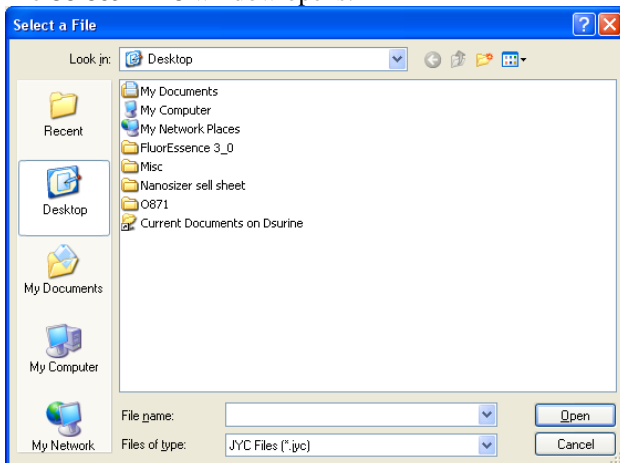 Select a File
Look in:
Desktop
My Documents
My Computer
My Network Places
FluorEssence 3_0
Misc
Nanosizer sell sheet
O871
Current Documents on Dsurine
Recent
Desktop
My Documents
My Computer
My Network
File name:
Open
Files of type:
JYC Files (*.jyc)
Cancel